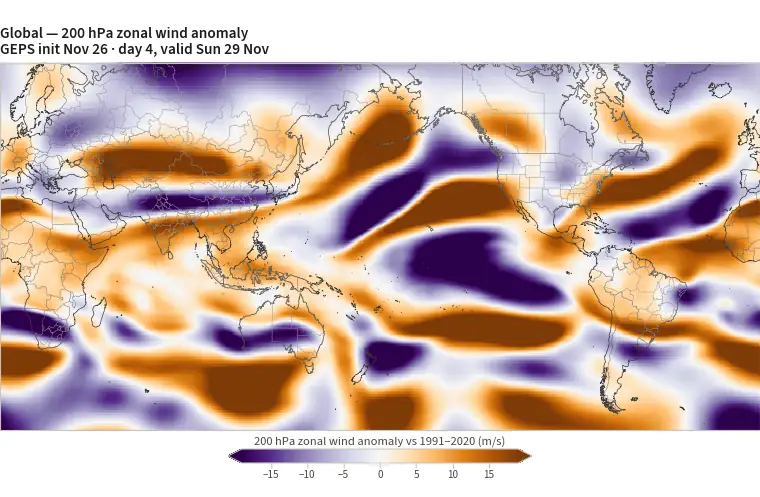 Global — 200 hPa zonal wind anomaly
GEPS init Nov 26 · day 4, valid Sun 29 Nov
200 hPa zonal wind anomaly vs 1991–2020 (m/s)
−15 −10 −5 0 5 10 15